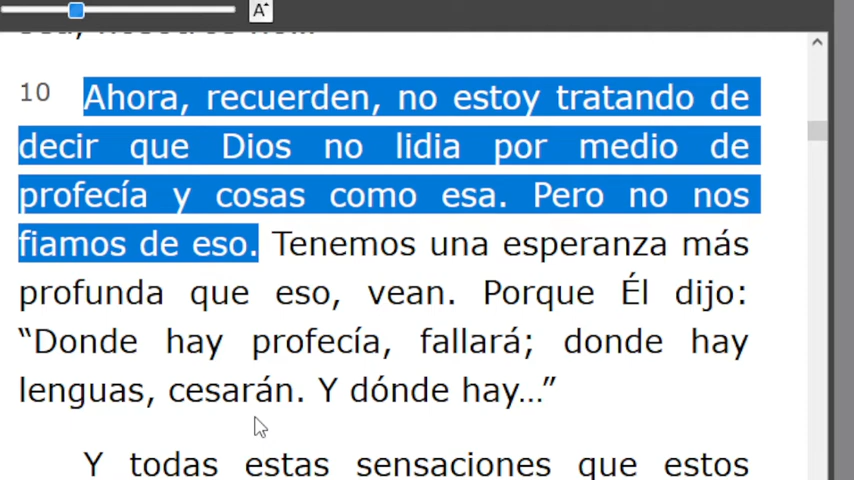 A
10 Ahora, recuerden, no estoy tratando de
decir que Dios no lidia por medio de
profecía y cosas como esa. Pero no nos
fiamos de eso. Tenemos una esperanza más
profunda que eso, vean. Porque Él dijo:
“Donde hay profecía, fallará; donde hay
lenguas, cesarán. Y dónde hay…”
Y todas estas sensaciones que estos